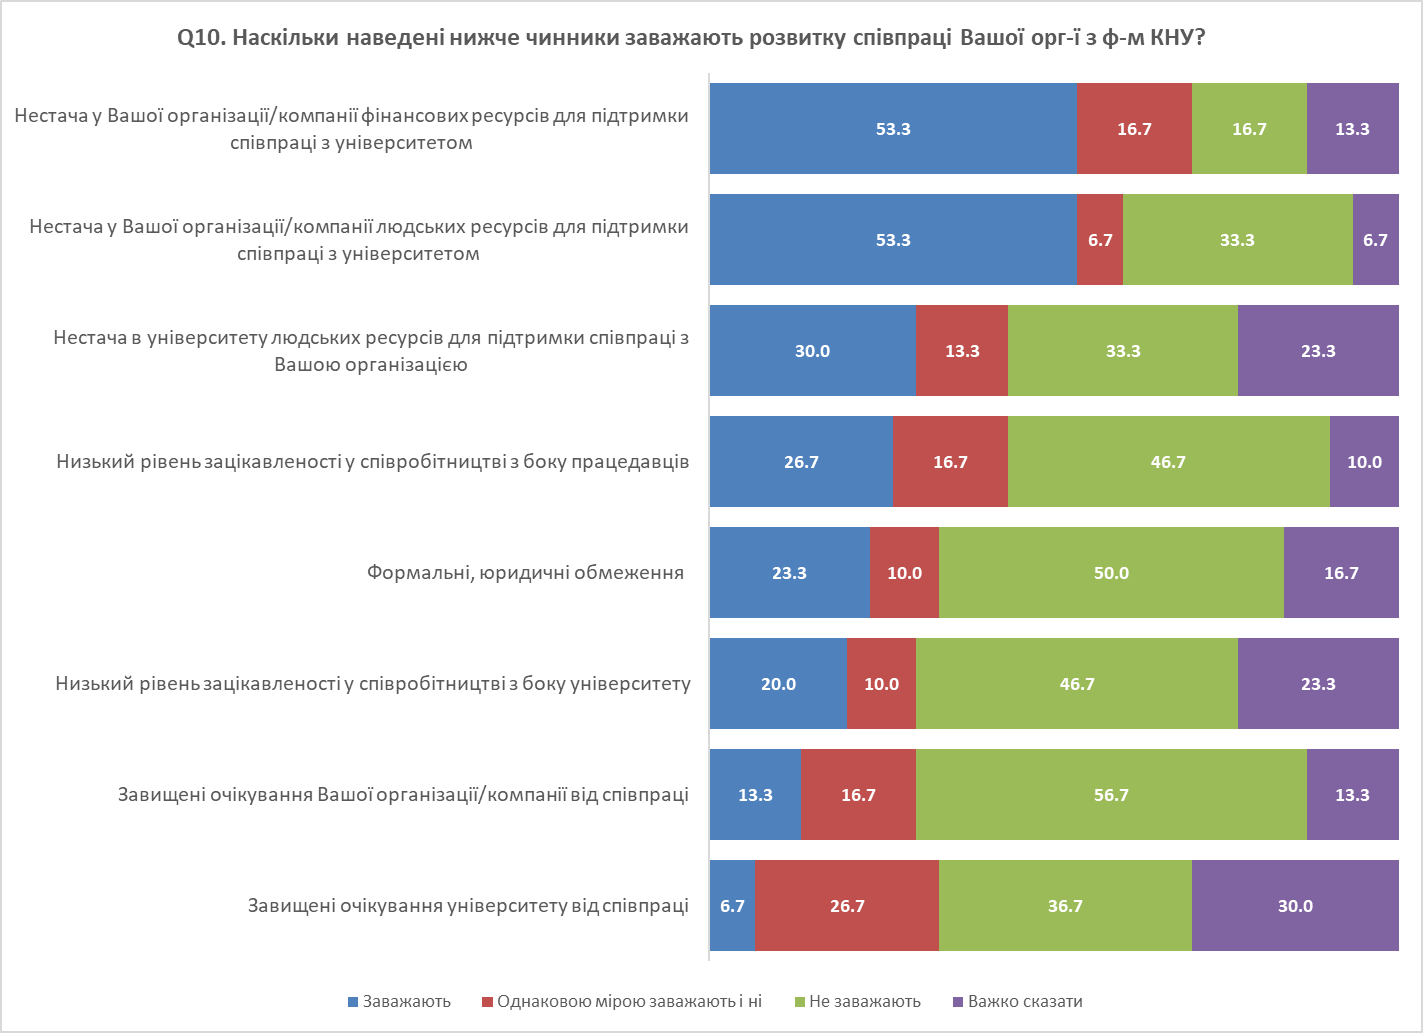 Q10. Наскільки наведені нижче чинники заважають розвитку співпраці Вашої орг-ї з ф-м КНУ?
Нестача у Вашої організації/компанії фінансових ресурсів для підтримки
співпраці з університетом
53.3 16.7 16.7 13.3
Нестача у Вашої організації/компанії людських ресурсів для підтримки
співпраці з університетом
53.3 6.7 33.3 6.7
Нестача в університету людських ресурсів для підтримки співпраці з
Вашою організацією
30.0 13.3 33.3 23.3
Низький рівень зацікавленості у співробітництві з боку працедавців
26.7 16.7 46.7 10.0
Формальні, юридичні обмеження
23.3 10.0 50.0 16.7
Низький рівень зацікавленості у співробітництві з боку університету
20.0 10.0 46.7 23.3
Завищені очікування Вашої організації/компанії від співпраці
13.3 16.7 56.7 13.3
Завищені очікування університету від співпраці
6.7 26.7 36.7 30.0
Заважають Однаковою мірою заважають і ні Не заважають Важко сказати